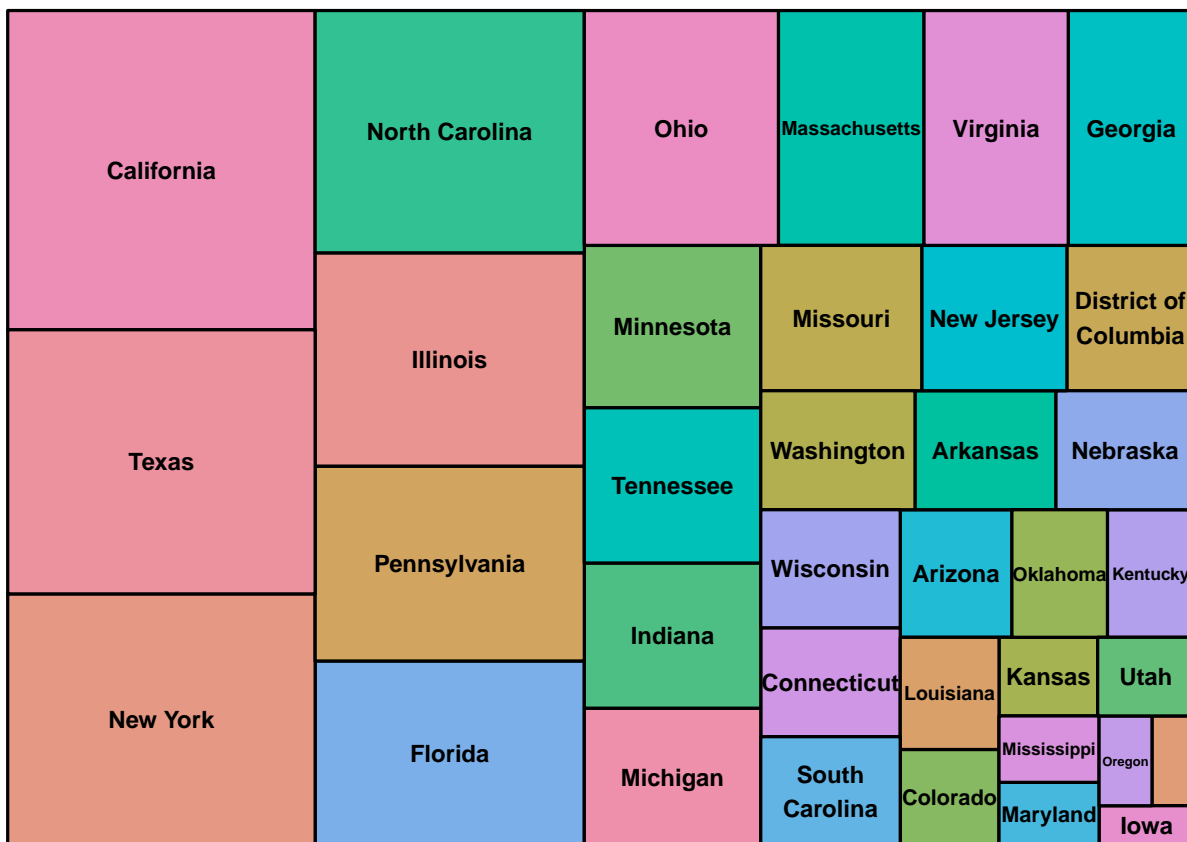 California
North Carolina
Ohio
Massachusetts
Virginia
Georgia
Minnesota
Missouri
New Jersey
District of
Columbia
Illinois
Texas
Washington
Arkansas
Nebraska
Tennessee
Pennsylvania
Wisconsin
Arizona
Oklahoma
Kentucky
Indiana
Connecticut
Louisiana
Kansas
Utah
New York
Florida
Michigan
South
Carolina
Colorado
Mississippi
Oregon
Maryland
Iowa